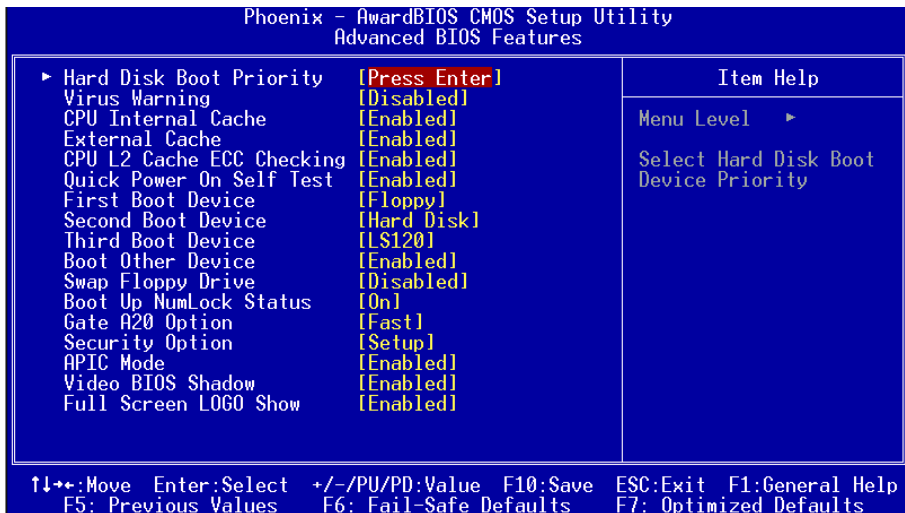 Phoenix - AwardBIOS CMOS Setup Utility
Advanced BIOS Features
► Hard Disk Boot Priority [Press Enter]
Virus Warning [Disabled]
CPU Internal Cache [Enabled]
External Cache [Enabled]
CPU L2 Cache ECC Checking [Enabled]
Quick Power On Self Test [Enabled]
First Boot Device [Floppy]
Second Boot Device [Hard Disk]
Third Boot Device [LS120]
Boot Other Device [Enabled]
Swap Floppy Drive [Disabled]
Boot Up NumLock Status [On]
Gate A20 Option [Fast]
Security Option [Setup]
APIC Mode [Enabled]
Video BIOS Shadow [Enabled]
Full Screen LOGO Show [Enabled]
Item Help
Menu Level ►
Select Hard Disk Boot
Device Priority
↑↓→←:Move Enter:Select +/-/PU/PD:Value F10:Save ESC:Exit F1:General Help
F5: Previous Values F6: Fail-Safe Defaults F7: Optimized Defaults